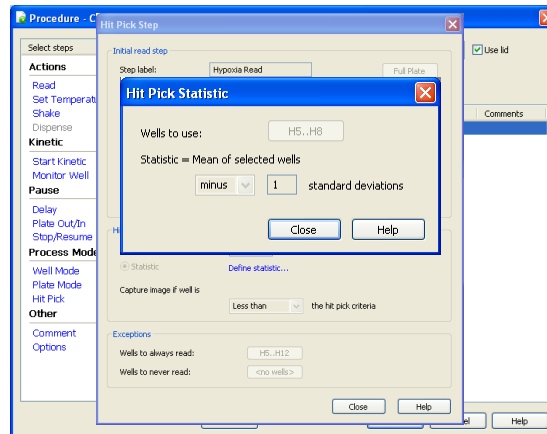 Procedure - C
Hit Pick Step
Select steps
Actions
Read
Set Temperatu
Shake
Dispense
Kinetic
Start Kinetic
Monitor Well
Pause
Delay
Plate Out/In
Stop/Resume
Process Mode
Well Mode
Plate Mode
Hit Pick
Other
Comment
Options
Initial read step
Step label:
Hypoxia Read
Full Plate
Use lid
Comments
Hit Pick Statistic
Wells to use:
H5..H8
Statistic = Mean of selected wells
minus
1
standard deviations
Close
Help
Statistic
Define statistic...
Capture image if well is
Less than
the hit pick criteria
Exceptions
Wells to always read:
H5..H12
Wells to never read:
<no wells>
Close
Help
el
Help